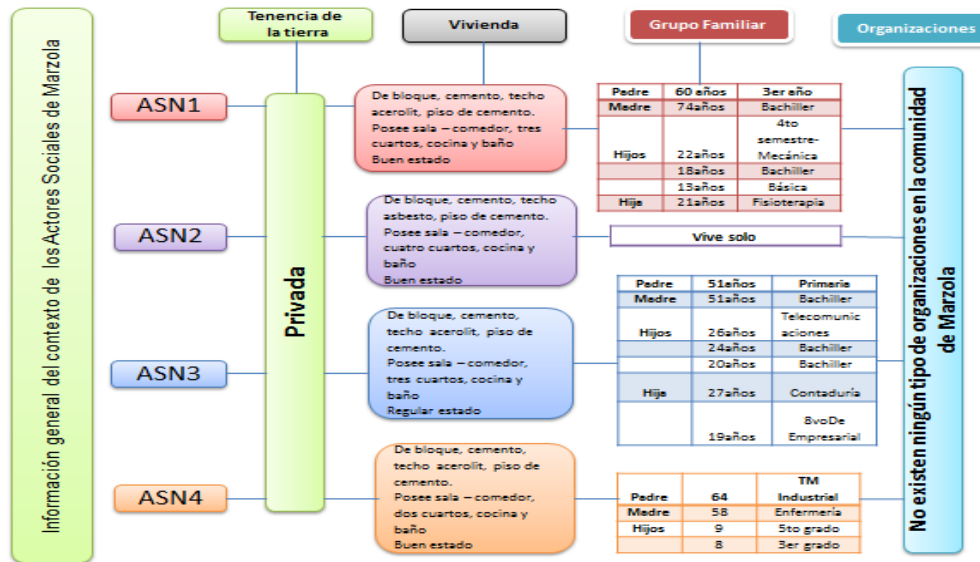 Información general del contexto de los Actores Sociales de Marzola
Tenencia de
la tierra
Vivienda
Grupo Familiar
Organizaciones
Privada
ASN1
De bloque, cemento, techo
acerolit, piso de cemento.
Posee sala – comedor, tres
cuartos, cocina y baño
Buen estado
Padre 60 años 3er año
Madre 74años Bachiller
4to
semestre-
Hijos 22años Mecánica
18años Bachiller
13años Básica
Hija 21años Fisioterapia
ASN2
De bloque, cemento, techo
asbesto, piso de cemento.
Posee sala – comedor,
cuatro cuartos, cocina y
baño
Buen estado
Vive solo
ASN3
De bloque, cemento,
techo acerolit, piso de
cemento.
Posee sala – comedor,
tres cuartos, cocina y
baño
Regular estado
Padre 51años Primaria
Madre 51años Bachiller
Telecomunic
Hijos 26años aciones
24años Bachiller
20años Bachiller
Hija 27años Contaduría
8voDe
19años Empresarial
ASN4
De bloque, cemento,
techo acerolit, piso de
cemento.
Posee sala – comedor,
dos cuartos, cocina y
baño
Buen estado
TM
Padre 64 Industrial
Madre 58 Enfermería
Hijos 9 5to grado
8 3er grado
No existen ningún tipo de organizaciones en la comunidad
de Marzola